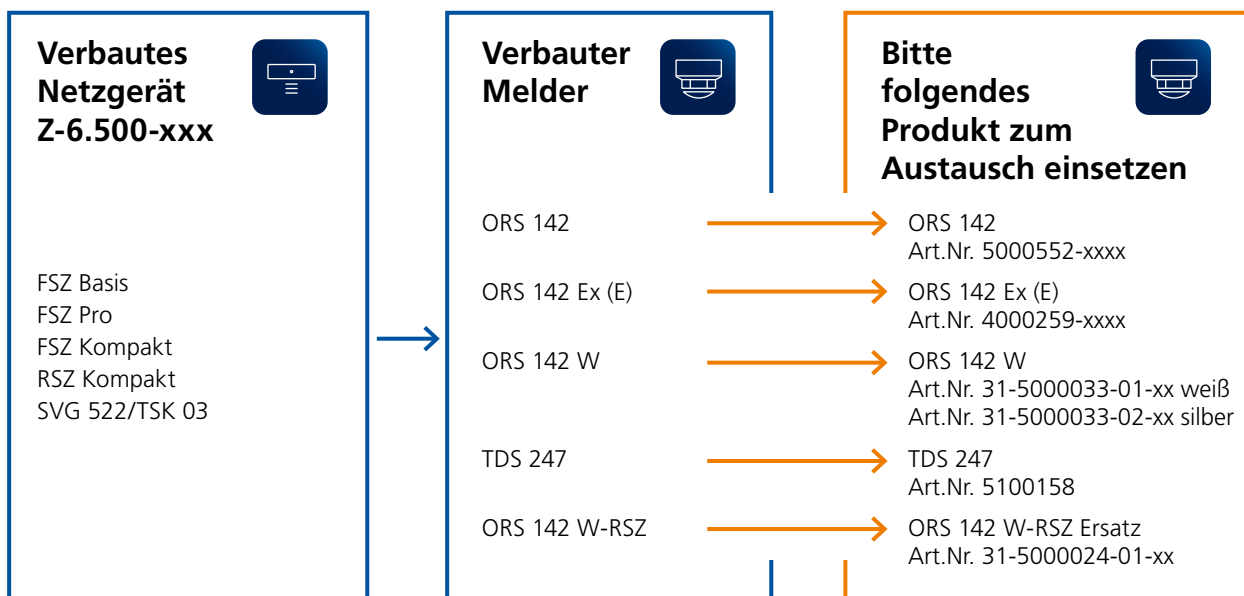 Verbautes
Netzgerät
Z-6.500-xxx
FSZ Basis
FSZ Pro
FSZ Kompakt
RSZ Kompakt
SVG 522/TSK 03
Verbauter
Melder
ORS 142
ORS 142 Ex (E)
ORS 142 W
TDS 247
ORS 142 W-RSZ
Bitte
folgendes
Produkt zum
Austausch einsetzen
ORS 142
Art.Nr. 5000552-xxxx
ORS 142 Ex (E)
Art.Nr. 4000259-xxxx
ORS 142 W
Art.Nr. 31-5000033-01-xx weiß
Art.Nr. 31-5000033-02-xx silber
TDS 247
Art.Nr. 5100158
ORS 142 W-RSZ Ersatz
Art.Nr. 31-5000024-01-xx